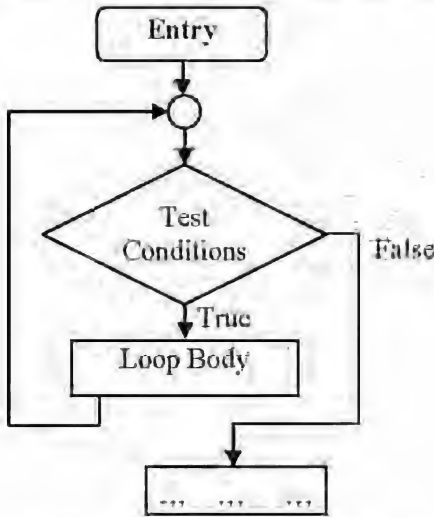 Entry
Test
Conditions
False
True
Loop Body
... ... ...